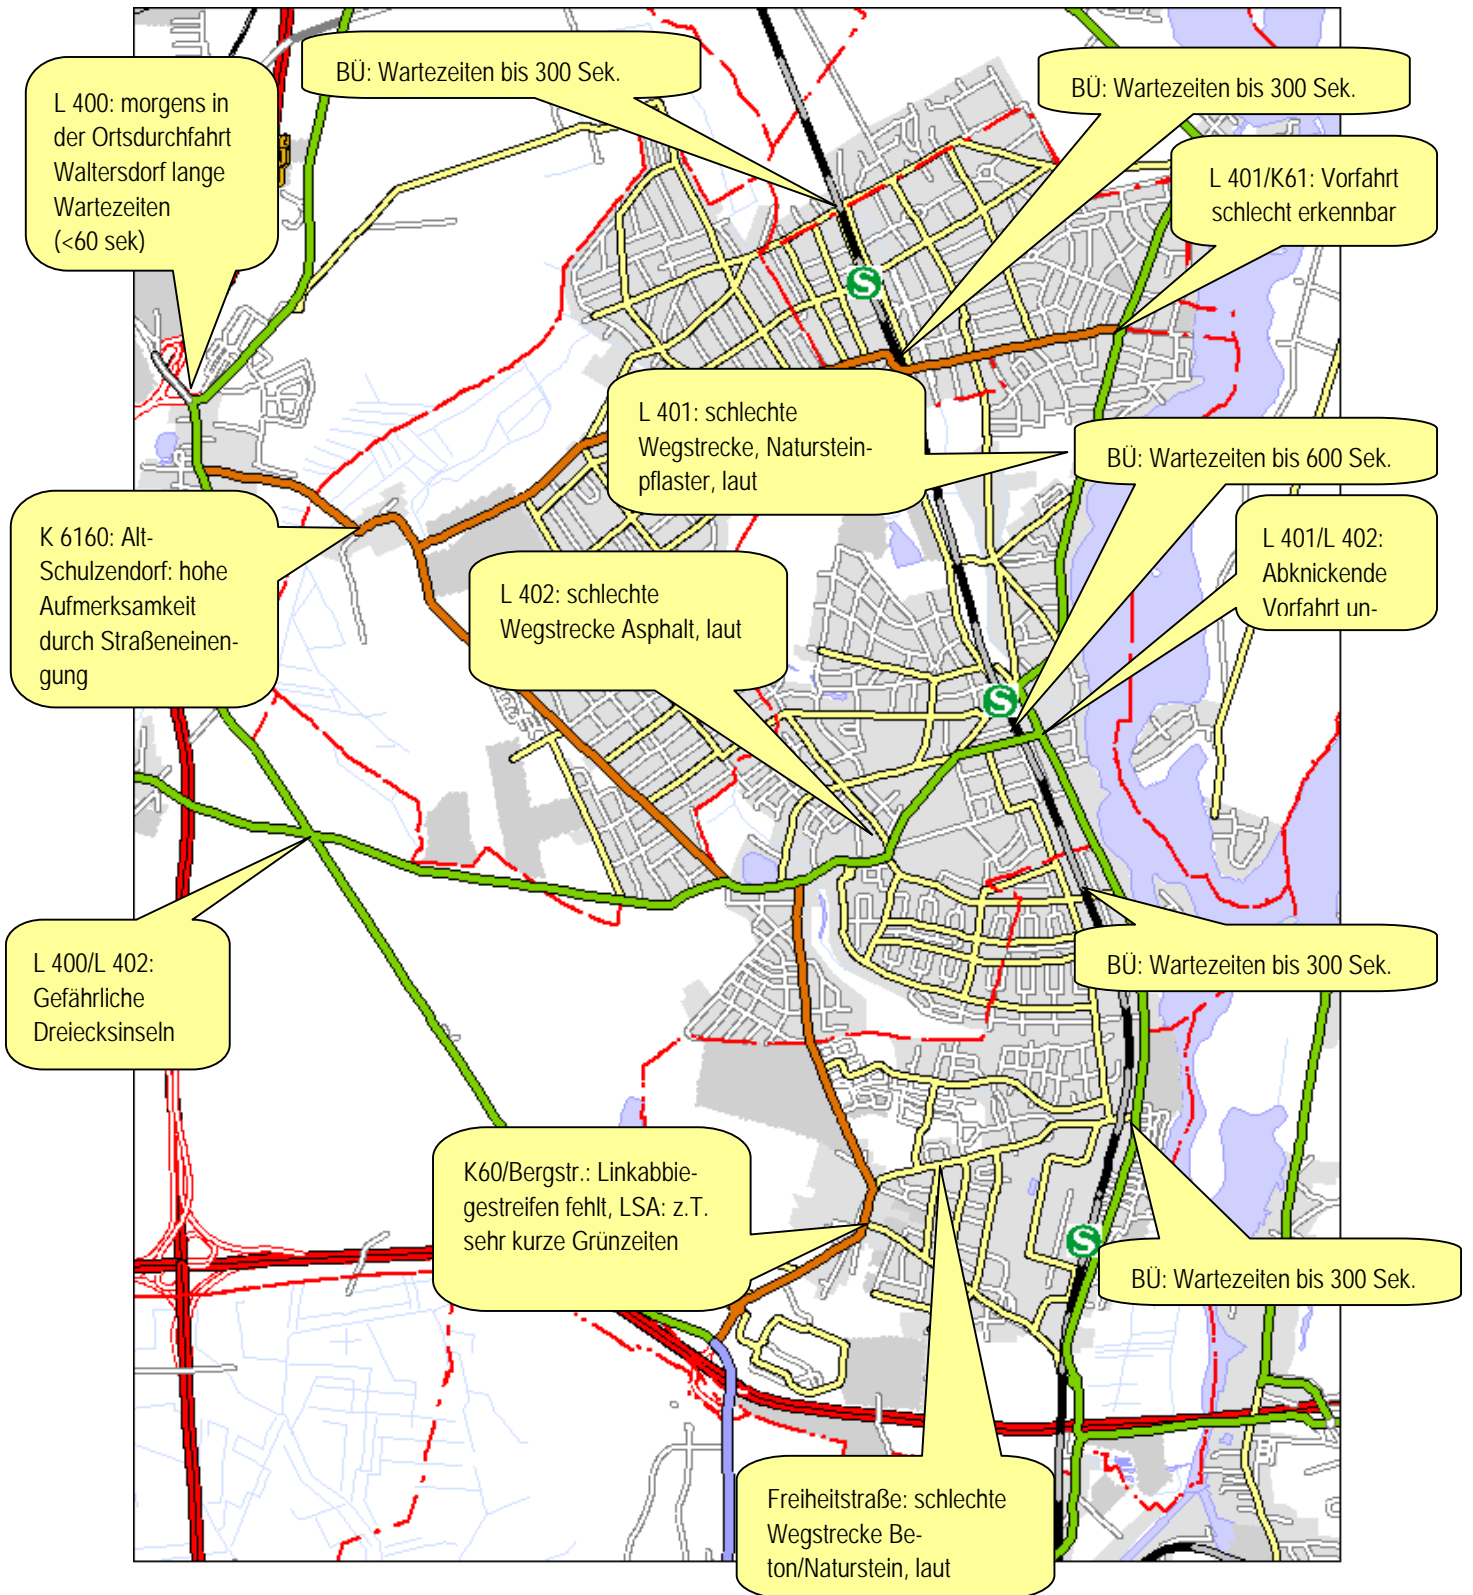 BÜ: Wartezeiten bis 300 Sek.
BÜ: Wartezeiten bis 300 Sek.
L 400: morgens in
der Ortsdurchfahrt
Waltersdorf lange
Wartezeiten
(<60 sek)
L 401/K61: Vorfahrt
schlecht erkennbar
S
L 401: schlechte
Wegstrecke, Naturstein-
pflaster, laut
BÜ: Wartezeiten bis 600 Sek.
K 6160: Alt-
Schulzendorf: hohe
Aufmerksamkeit
durch Straßeneinen-
gung
L 401/L 402:
Abknickende
Vorfahrt un-
L 402: schlechte
Wegstrecke Asphalt, laut
S
L 400/L 402:
Gefährliche
Dreiecksinseln
BÜ: Wartezeiten bis 300 Sek.
K60/Bergstr.: Linkabbie-
gestreifen fehlt, LSA: z.T.
sehr kurze Grünzeiten
S
BÜ: Wartezeiten bis 300 Sek.
Freiheitstraße: schlechte
Wegstrecke Be-
ton/Naturstein, laut